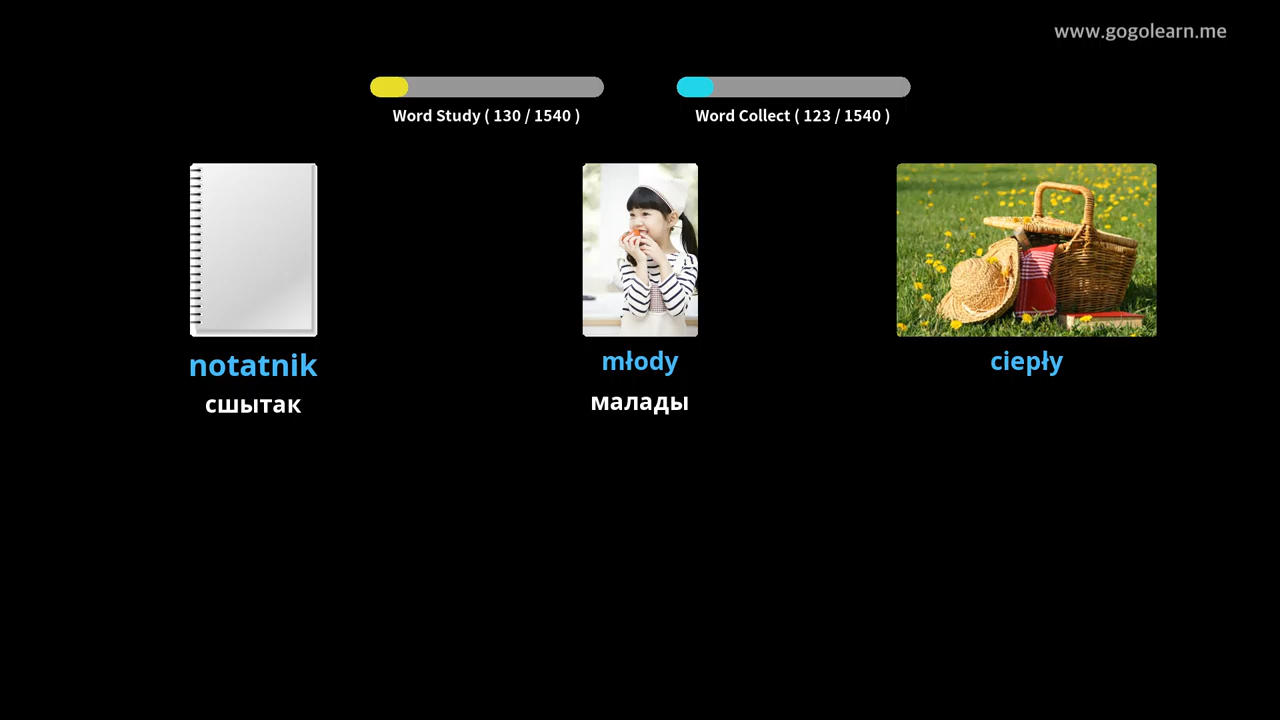 www.gogolearn.me
Word Study ( 130 / 1540 )
Word Collect ( 123 / 1540 )
notatnik
сшытак
młody
малады
ciepły